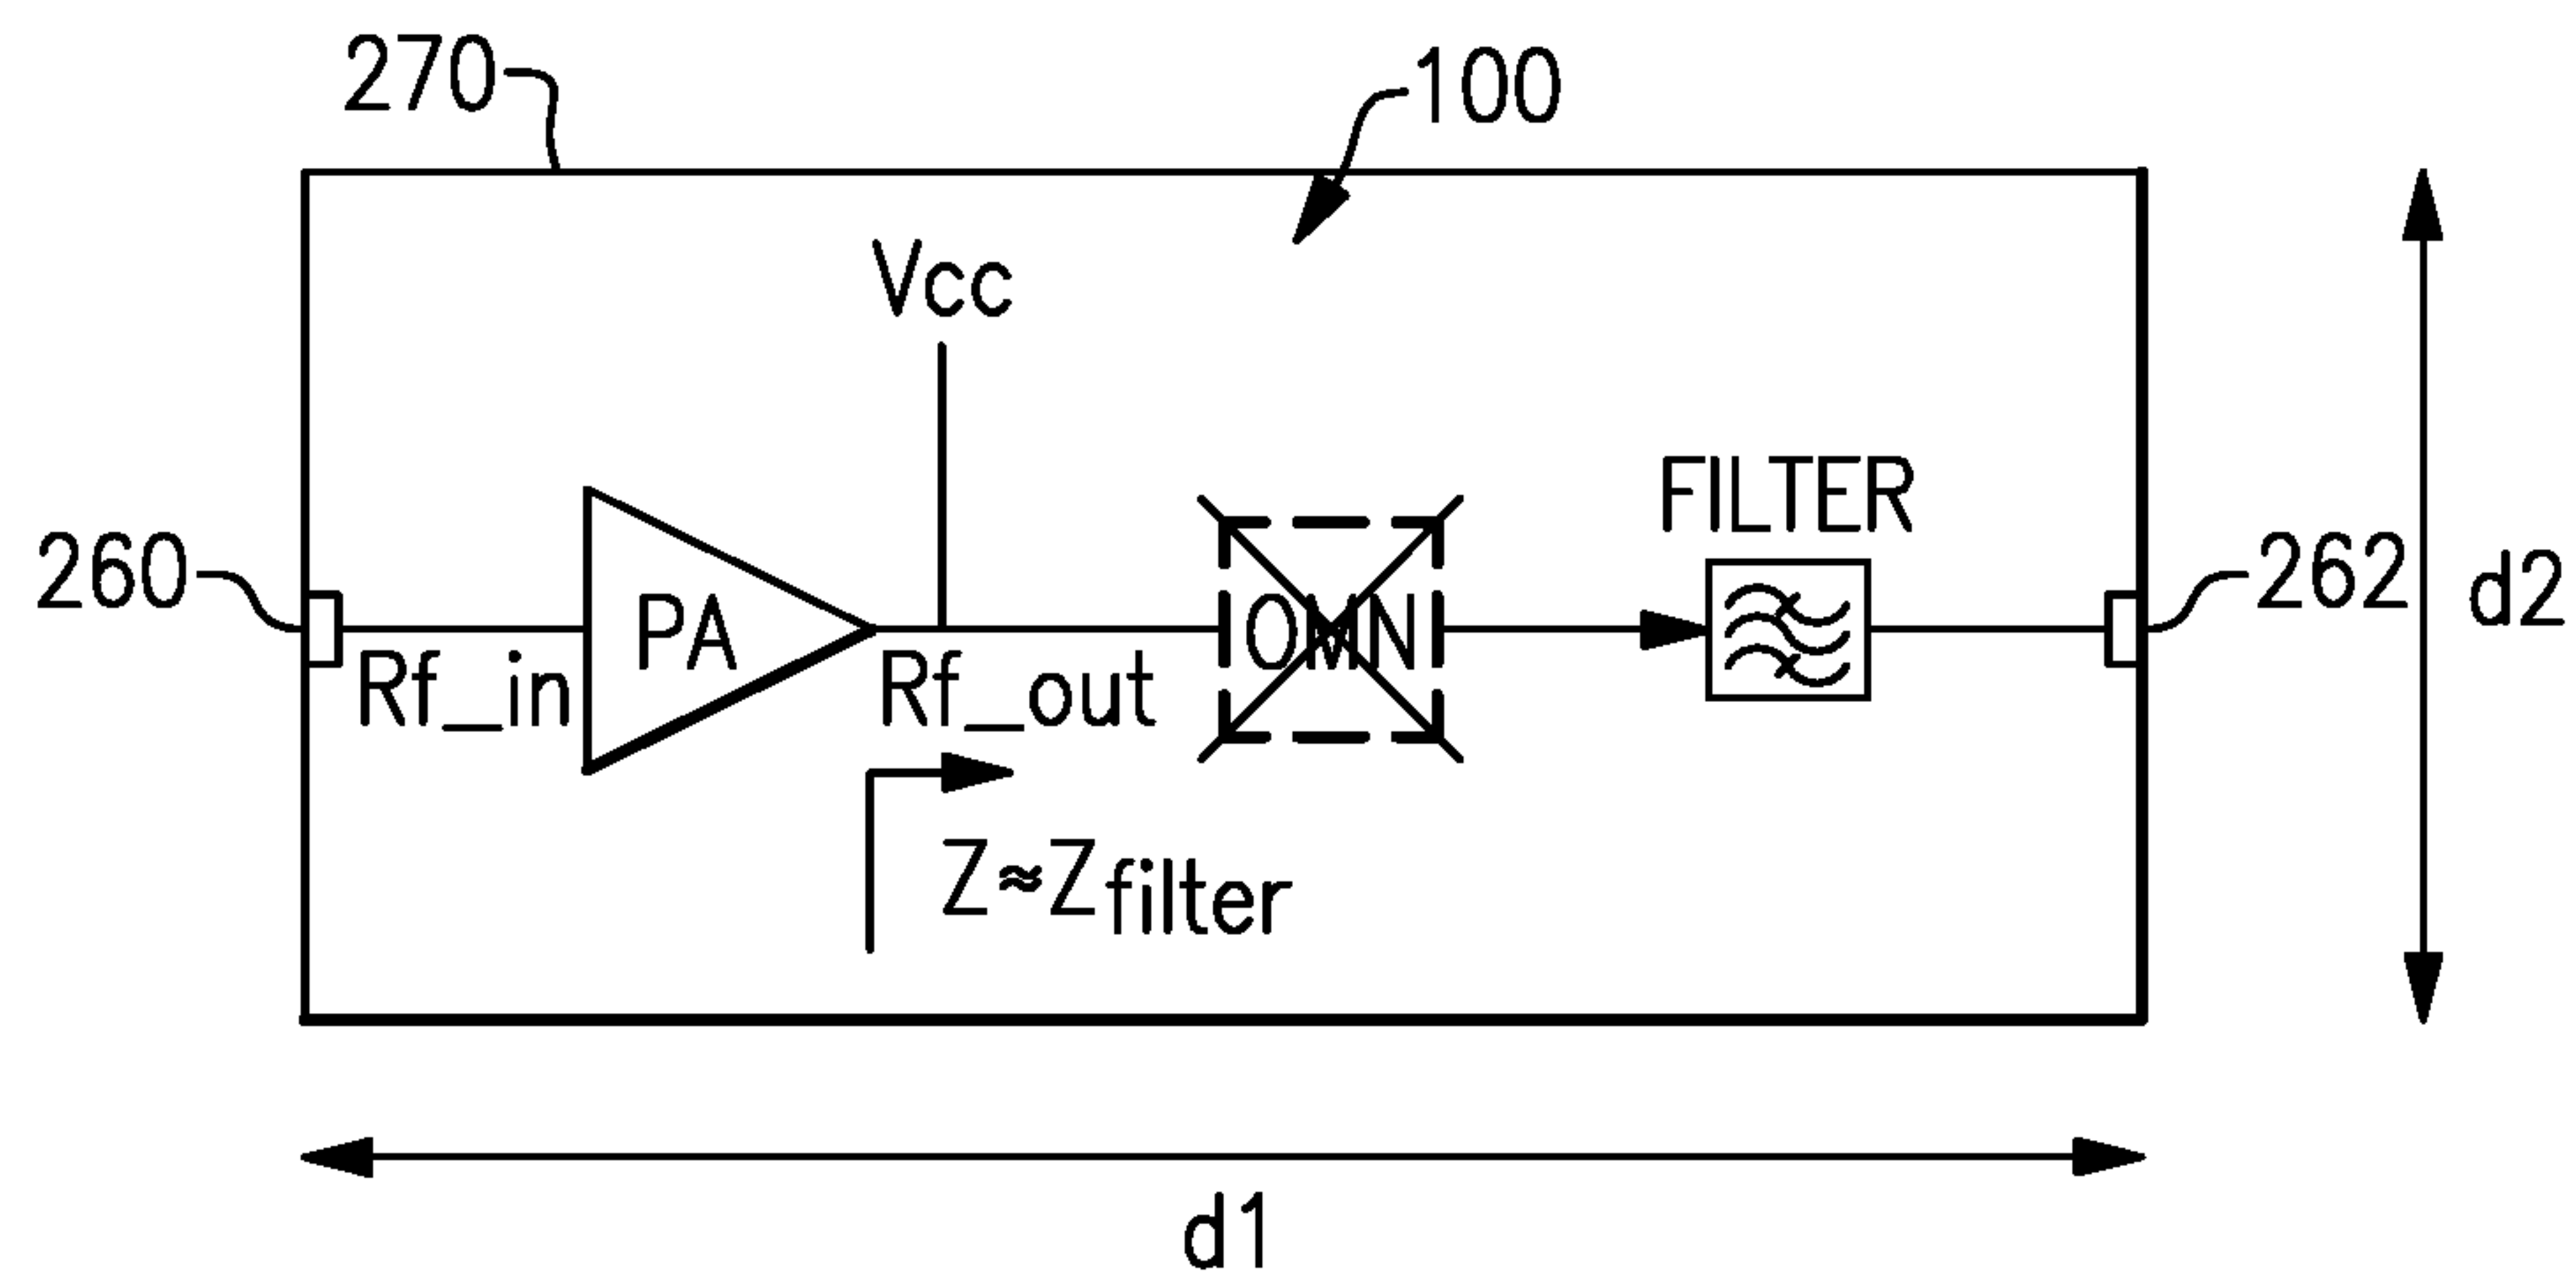 270
100
Vcc
FILTER
260
PA
OMN
262
d2
Rf_in
Rf_out
Z≈Zfilter
d1